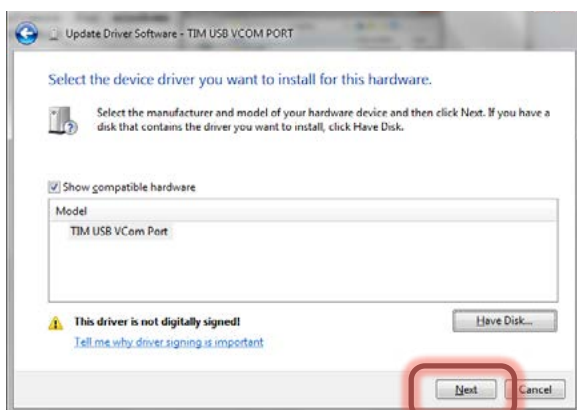 Update Driver Software - TIM USB VCOM PORT
Select the device driver you want to install for this hardware.
Select the manufacturer and model of your hardware device and then click Next. If you have a
disk that contains the driver you want to install, click Have Disk.
Show compatible hardware
Model
TIM USB VCom Port
This driver is not digitally signed!
Have Disk...
Tell me why driver signing is important
Next
Cancel